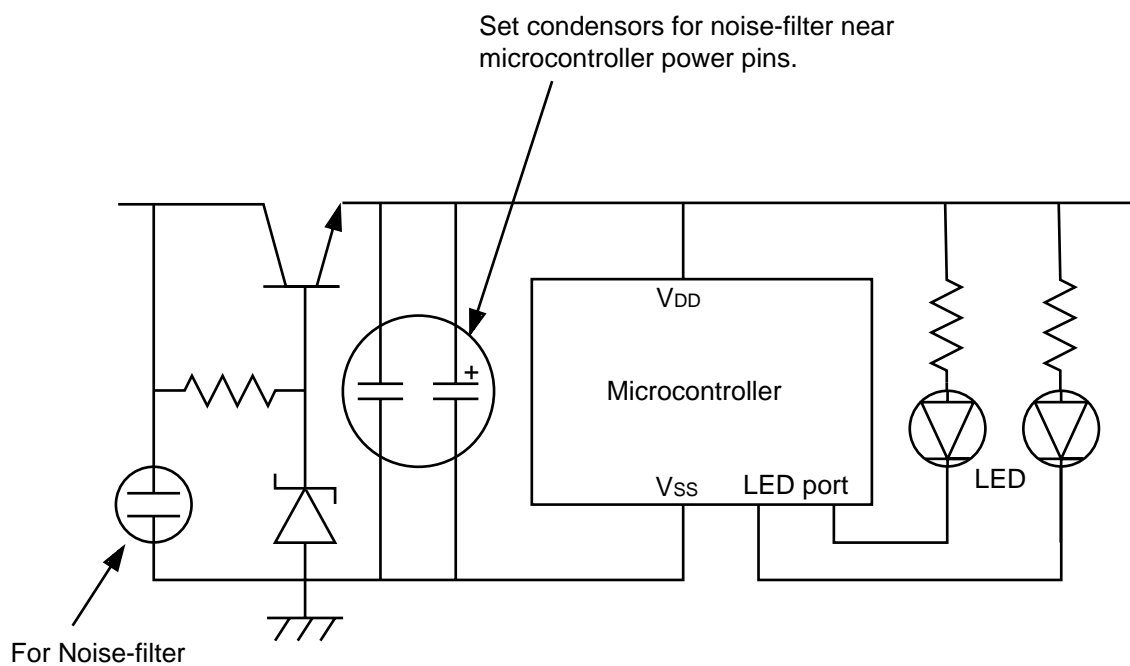 Set condensors for noise-filter near
microcontroller power pins.
VDD
+
Microcontroller
VSS
LED port
LED
For Noise-filter